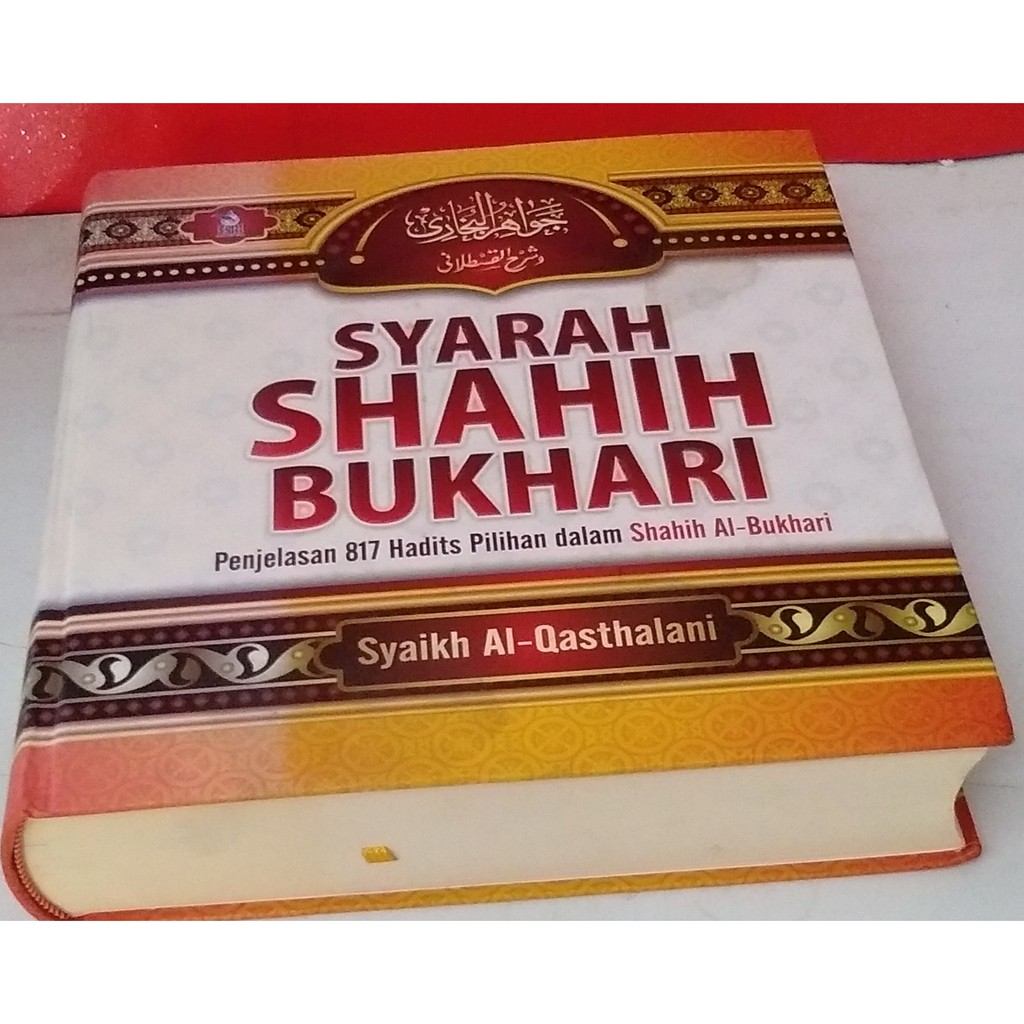 جواهر البخاري
وشرح القسطلاني
SYARAH
SHAHIH
BUKHARI
Penjelasan 817 Hadits Pilihan dalam Shahih Al-Bukhari
Syaikh Al-Qasthalani